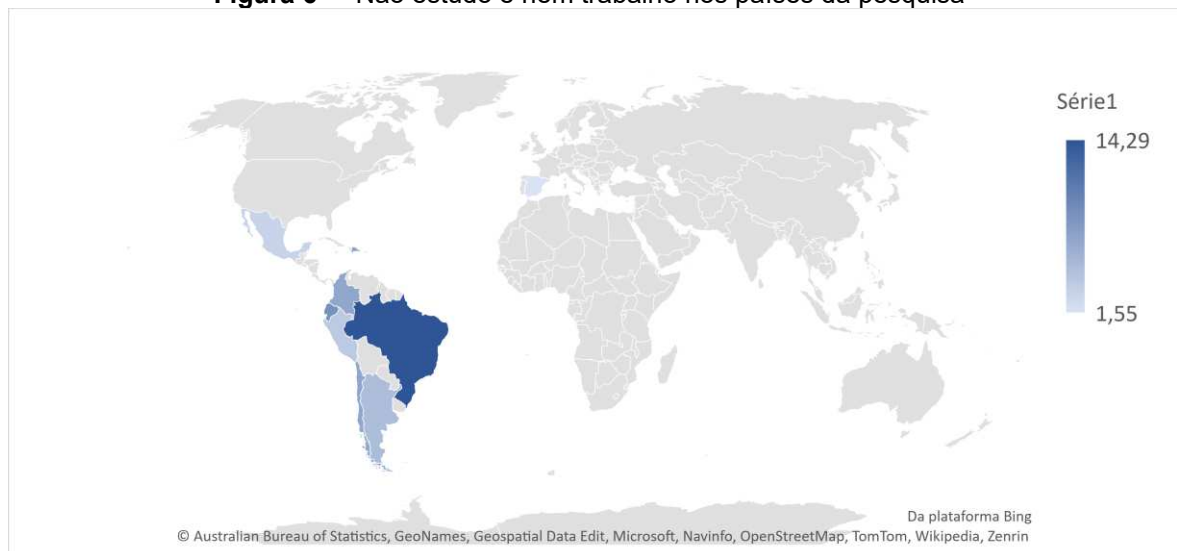 Não estudo e nem trabalho nos países da pesquisa
Série1
14,29
1,55
Da plataforma Bing
© Australian Bureau of Statistics, GeoNames, Geospatial Data Edit, Microsoft, Navinfo, OpenStreetMap, TomTom, Wikipedia, Zenrin